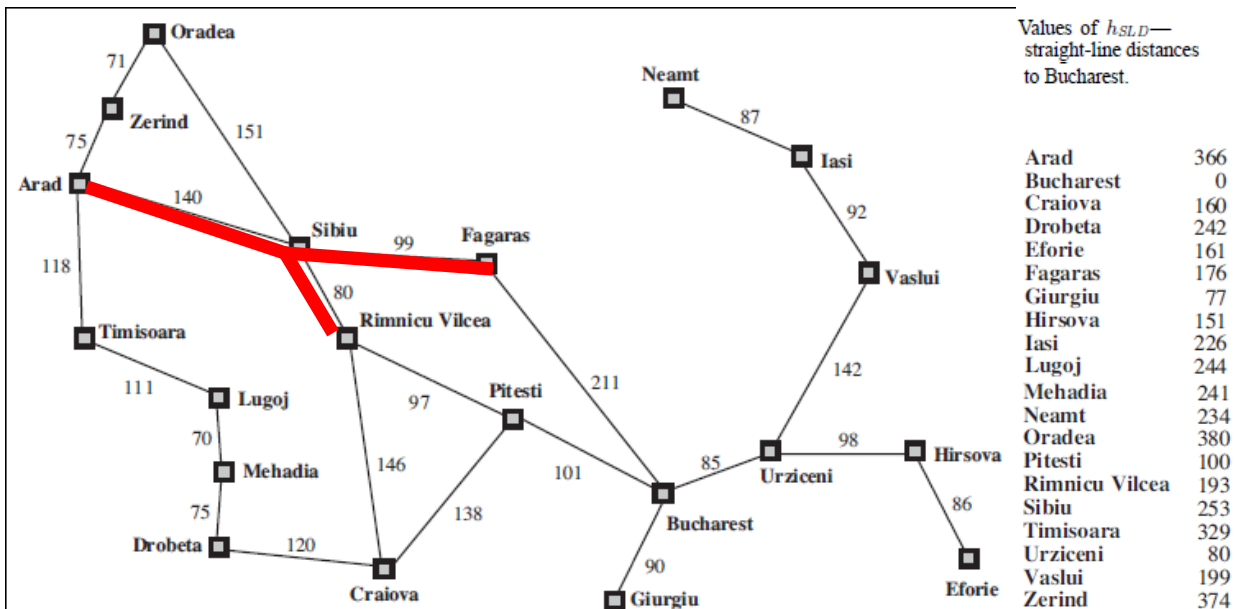 Oradea
71
Neamt
Zerind
87
75
151
Iasi
Arad
140
92
Sibiu
99
Fagaras
118
80
Vaslui
Timisoara
Rimnicu Vilcea
111
211
142
Lugoj
97
Pitesti
70
98
Hirsova
146
85
Mehadia
101
Urziceni
86
75
138
Bucharest
Drobeta
120
90
Eforie
Craiova
Giurgiu
Values of hSLD—
straight-line distances
to Bucharest.
Arad 366
Bucharest 0
Craiova 160
Drobeta 242
Eforie 161
Fagaras 176
Giurgiu 77
Hirsova 151
Iasi 226
Lugoj 244
Mehadia 241
Neamt 234
Oradea 380
Pitesti 100
Rimnicu Vilcea 193
Sibiu 253
Timisoara 329
Urziceni 80
Vaslui 199
Zerind 374